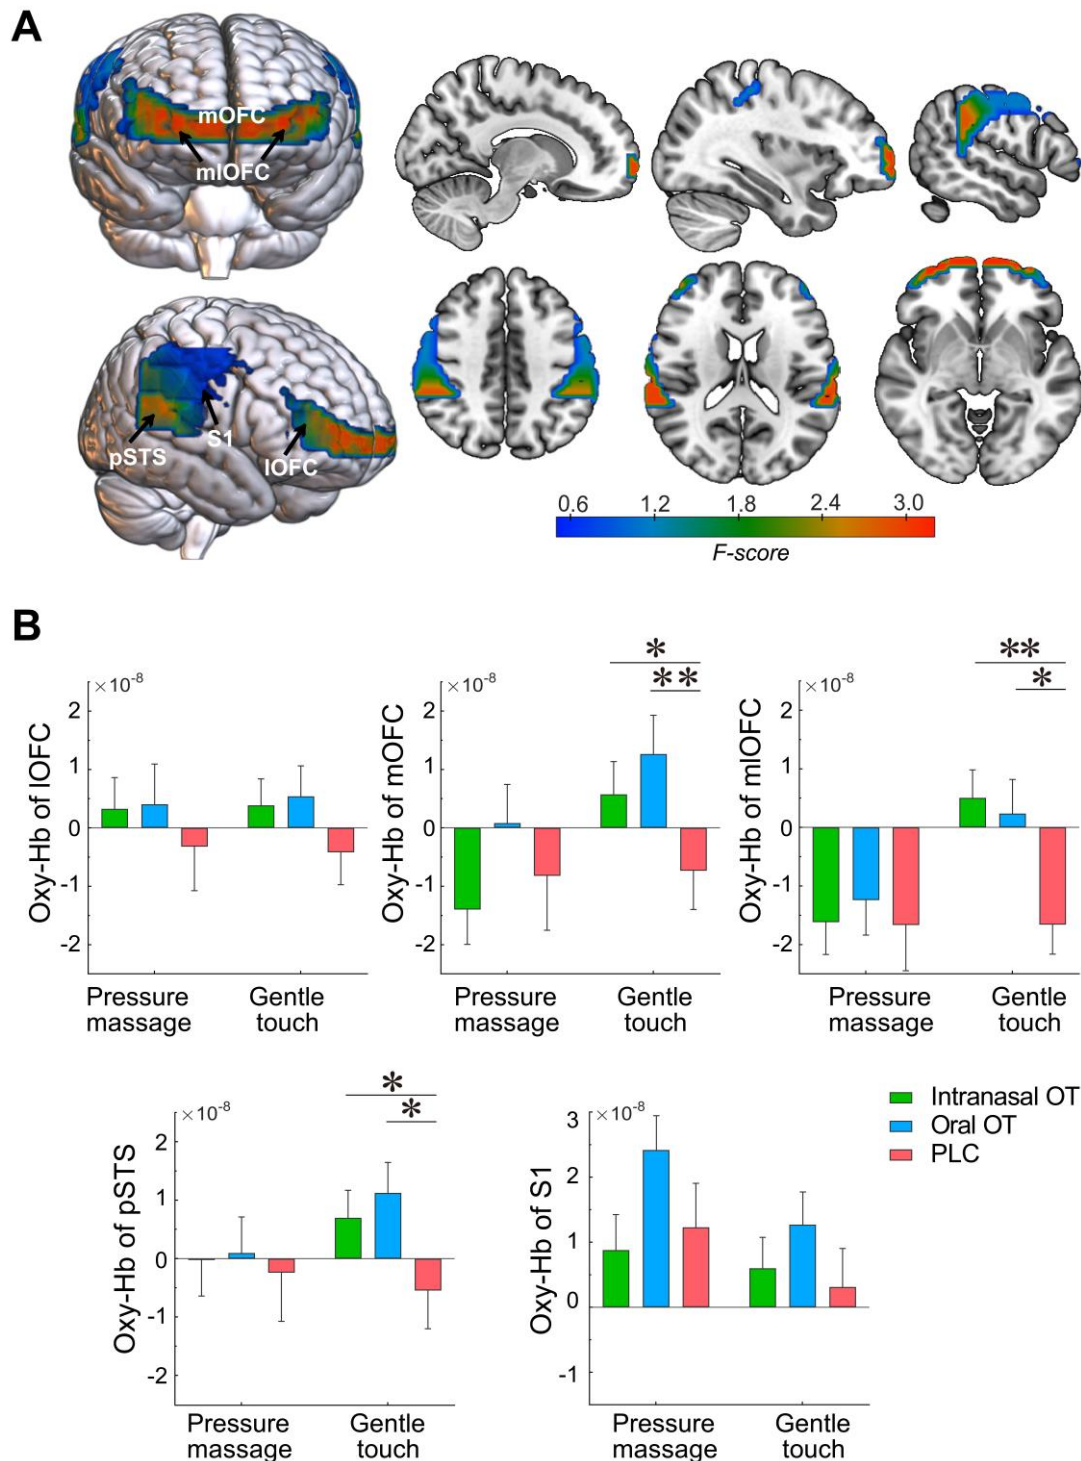 A
mOFC
mlOFC
pSTS
S1
lOFC
0.6 1.2 1.8 2.4 3.0
F-score
B
×10-8
2
1
0
-1
-2
Oxy-Hb of lOFC
Pressure massage
Gentle touch
×10-8
2
1
0
-1
-2
Oxy-Hb of mOFC
* 
**
Pressure massage
Gentle touch
×10-8
2
1
0
-1
-2
Oxy-Hb of mlOFC
**
*
Pressure massage
Gentle touch
×10-8
2
1
0
-1
-2
Oxy-Hb of pSTS
*
*
Pressure massage
Gentle touch
×10-8
3
2
1
0
-1
Oxy-Hb of S1
Pressure massage
Gentle touch
Intranasal OT
Oral OT
PLC